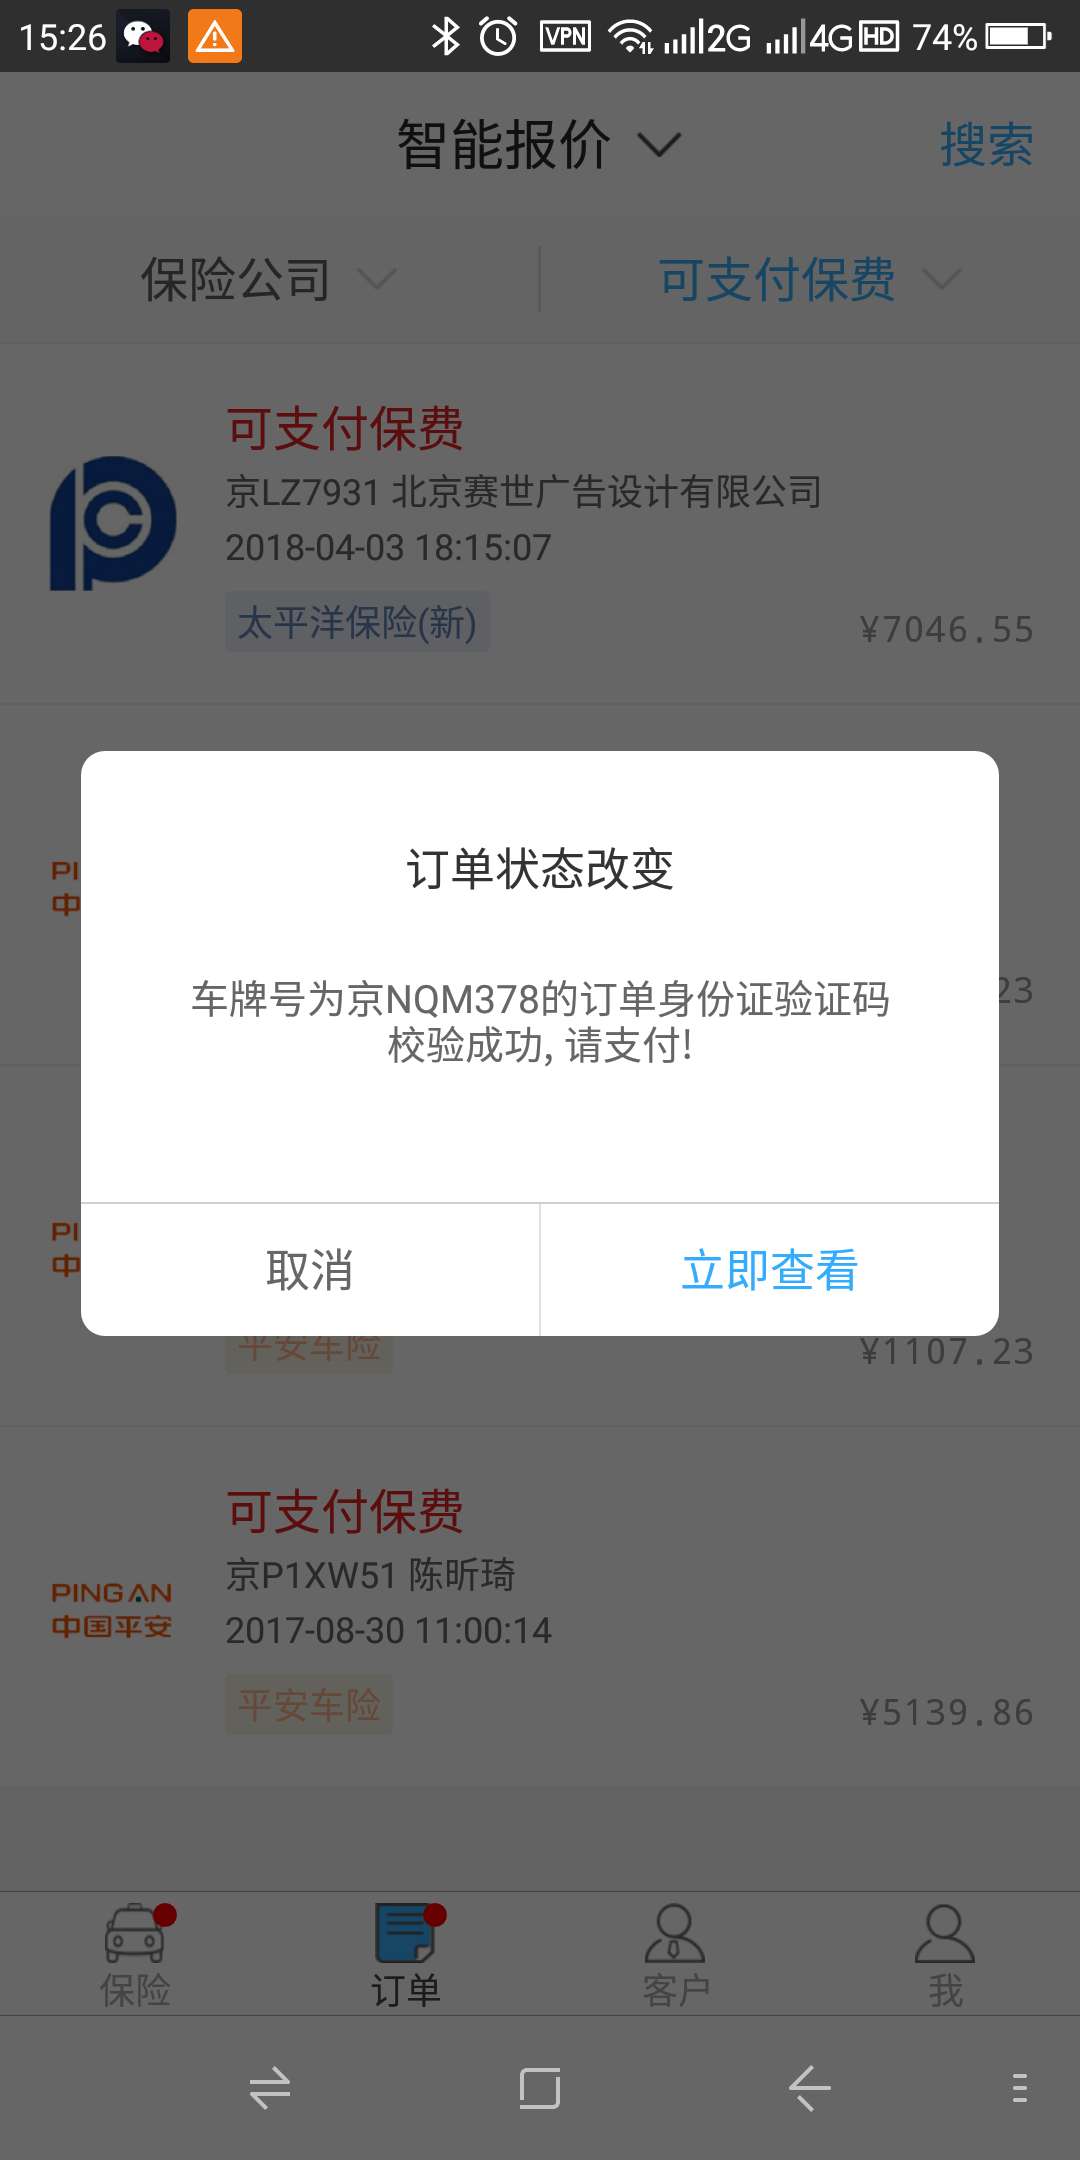 15:26 VPN 2G 4G HD 74%
智能报价 搜索
保险公司 可支付保费
可支付保费
京LZ7931 北京赛世广告设计有限公司
2018-04-03 18:15:07
太平洋保险(新) ¥7046.55
订单状态改变
车牌号为京NQM378的订单身份证验证码
校验成功, 请支付!
取消 立即查看
平安车险 ¥1107.23
可支付保费
京P1XW51 陈昕琦
PING AN
中国平安
2017-08-30 11:00:14
平安车险 ¥5139.86
保险 订单 客户 我